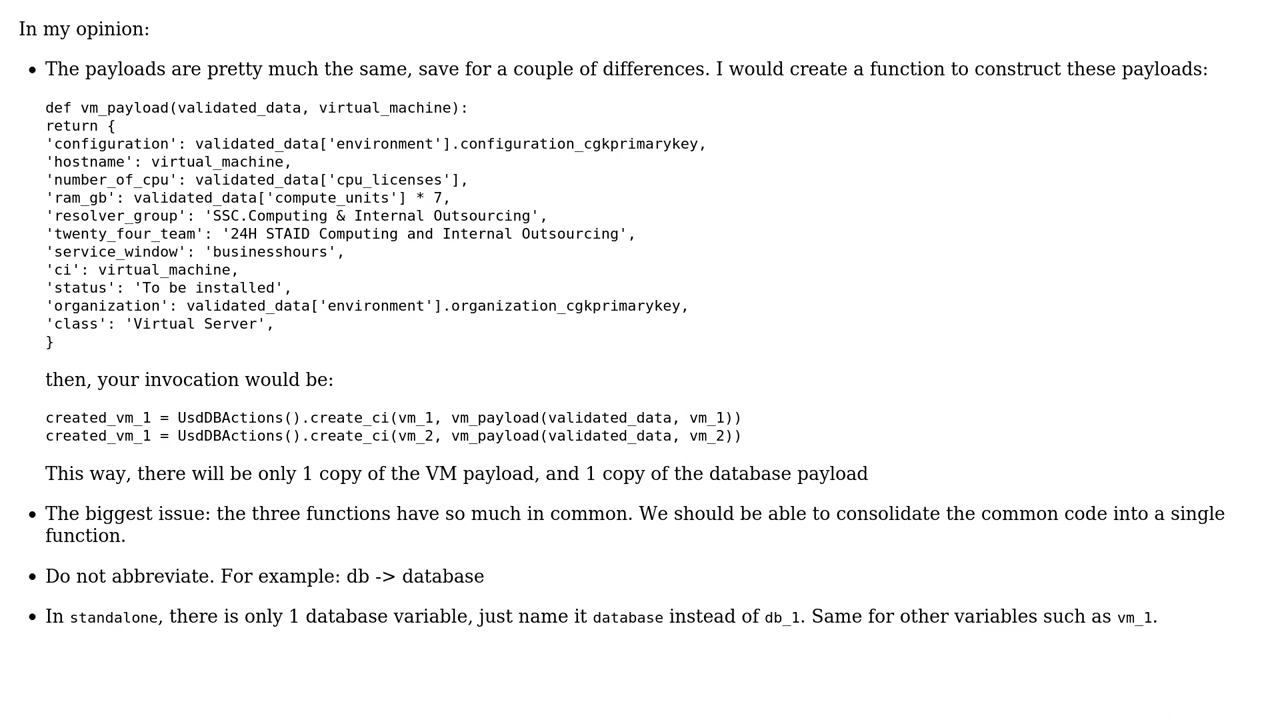 In my opinion:
• The payloads are pretty much the same, save for a couple of differences. I would create a function to construct these payloads:
def vm_payload(validated_data, virtual_machine):
return {
'configuration': validated_data['environment'].configuration_cgkprimarykey,
'hostname': virtual_machine,
'number_of_cpu': validated_data['cpu_licenses'],
'ram_gb': validated_data['compute_units'] * 7,
'resolver_group': 'SSC.Computing & Internal Outsourcing',
'twenty_four_team': '24H STAID Computing and Internal Outsourcing',
'service_window': 'businesshours',
'ci': virtual_machine,
'status': 'To be installed',
'organization': validated_data['environment'].organization_cgkprimarykey,
'class': 'Virtual Server',
}
then, your invocation would be:
created_vm_1 = UsdDBActions().create_ci(vm_1, vm_payload(validated_data, vm_1))
created_vm_1 = UsdDBActions().create_ci(vm_2, vm_payload(validated_data, vm_2))
This way, there will be only 1 copy of the VM payload, and 1 copy of the database payload
• The biggest issue: the three functions have so much in common. We should be able to consolidate the common code into a single
function.
• Do not abbreviate. For example: db -> database
• In standalone, there is only 1 database variable, just name it database instead of db_1. Same for other variables such as vm_1.